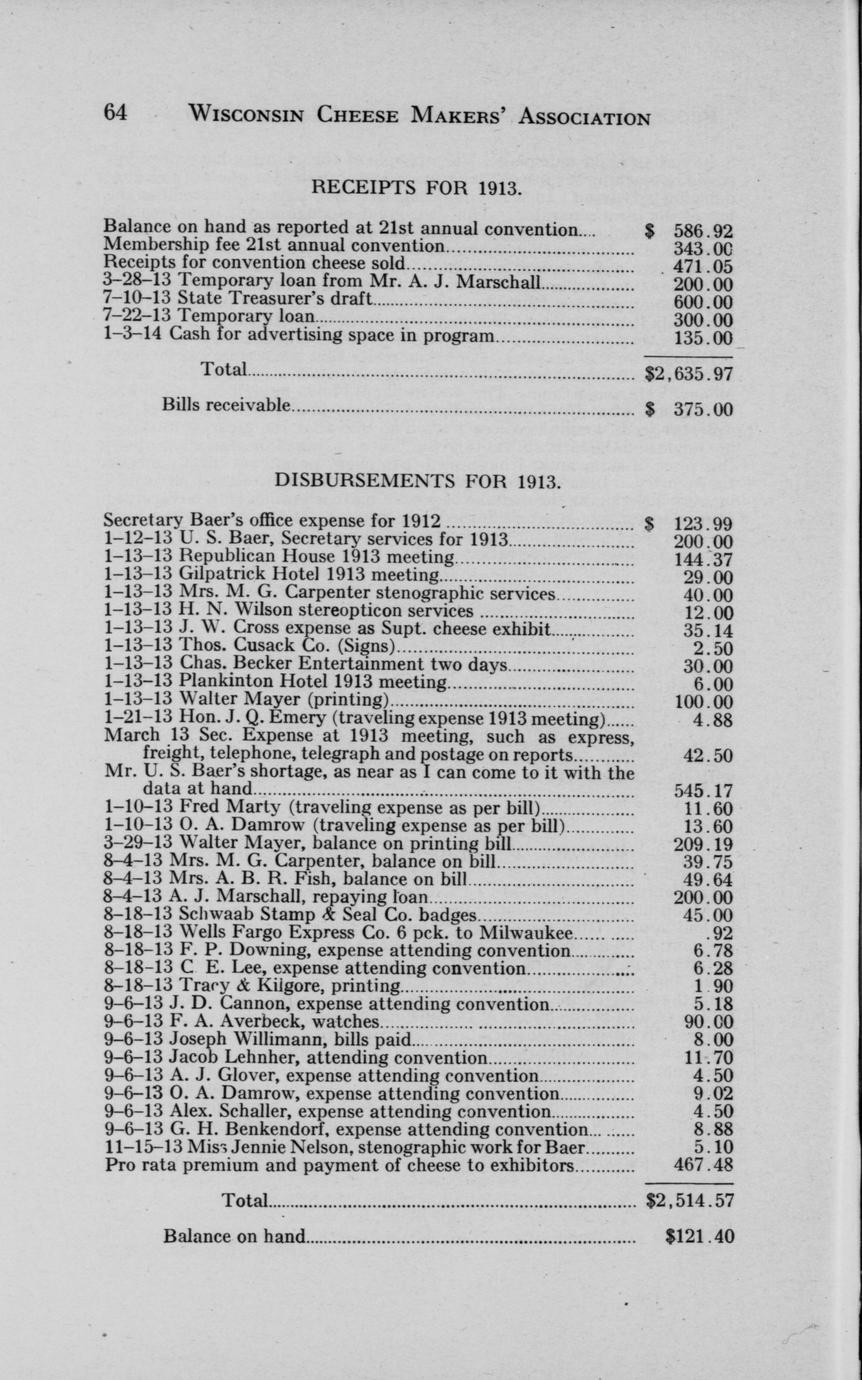 64 WISCONSIN CHEESE MAKERS' ASSOCIATION
RECEIPTS FOR 1913.
Balance on hand as reported at 21st annual convention.... $ 586.92
Membership fee 21st annual convention.... 343.00
Receipts for convention cheese sold.... 471.05
3–28–13 Temporary loan from Mr. A. J. Marschall.... 200.00
7–10–13 State Treasurer's draft.... 600.00
7–22–13 Temporary loan.... 300.00
1–3–14 Cash for advertising space in program.... 135.00
Total.... $2,635.97
Bills receivable.... $ 375.00
DISBURSEMENTS FOR 1913.
Secretary Baer's office expense for 1912 .... $ 123.99
1–12–13 U. S. Baer, Secretary services for 1913.... 200.00
1–13–13 Republican House 1913 meeting.... 144.37
1–13–13 Gilpatrick Hotel 1913 meeting.... 29.00
1–13–13 Mrs. M. G. Carpenter stenographic services.... 40.00
1–13–13 H. N. Wilson stereopticon services .... 12.00
1–13–13 J. W. Cross expense as Supt. cheese exhibit.... 35.14
1–13–13 Thos. Cusack Co. (Signs).... 2.50
1–13–13 Chas. Becker Entertainment two days.... 30.00
1–13–13 Plankinton Hotel 1913 meeting.... 6.00
1–13–13 Walter Mayer (printing).... 100.00
1–21–13 Hon. J. Q. Emery (traveling expense 1913 meeting).... 4.88
March 13 Sec. Expense at 1913 meeting, such as express,
freight, telephone, telegraph and postage on reports.... 42.50
Mr. U. S. Baer's shortage, as near as I can come to it with the
data at hand.... 545.17
1–10–13 Fred Marty (traveling expense as per bill).... 11.60
1–10–13 O. A. Damrow (traveling expense as per bill).... 13.60
3–29–13 Walter Mayer, balance on printing bill.... 209.19
8–4–13 Mrs. M. G. Carpenter, balance on bill.... 39.75
8–4–13 Mrs. A. B. R. Fish, balance on bill.... 49.64
8–4–13 A. J. Marschall, repaying loan.... 200.00
8–18–13 Schwaab Stamp & Seal Co. badges.... 45.00
8–18–13 Wells Fargo Express Co. 6 pck. to Milwaukee.... .92
8–18–13 F. P. Downing, expense attending convention.... 6.78
8–18–13 C E. Lee, expense attending convention.... 6.28
8–18–13 Tracy & Kilgore, printing.... 1 90
9–6–13 J. D. Cannon, expense attending convention.... 5.18
9–6–13 F. A. Averbeck, watches.... 90.00
9–6–13 Joseph Willimann, bills paid.... 8.00
9–6–13 Jacob Lehnher, attending convention.... 11.70
9–6–13 A. J. Glover, expense attending convention.... 4.50
9–6–13 O. A. Damrow, expense attending convention.... 9.02
9–6–13 Alex. Schaller, expense attending convention.... 4.50
9–6–13 G. H. Benkendorf, expense attending convention.... 8.88
11–15–13 Miss Jennie Nelson, stenographic work for Baer.... 5.10
Pro rata premium and payment of cheese to exhibitors.... 467.48
Total.... $2,514.57
Balance on hand.... $121.40